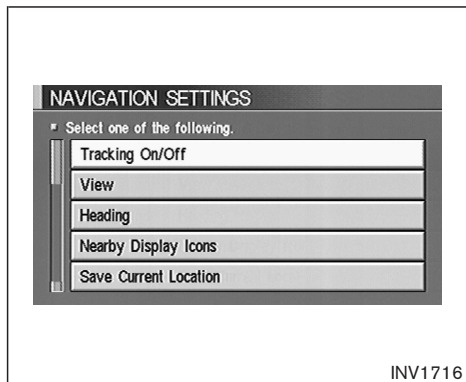 NAVIGATION SETTINGS
Select one of the following.
Tracking On/Off
View
Heading
Nearby Display Icons
Save Current Location
INV1716